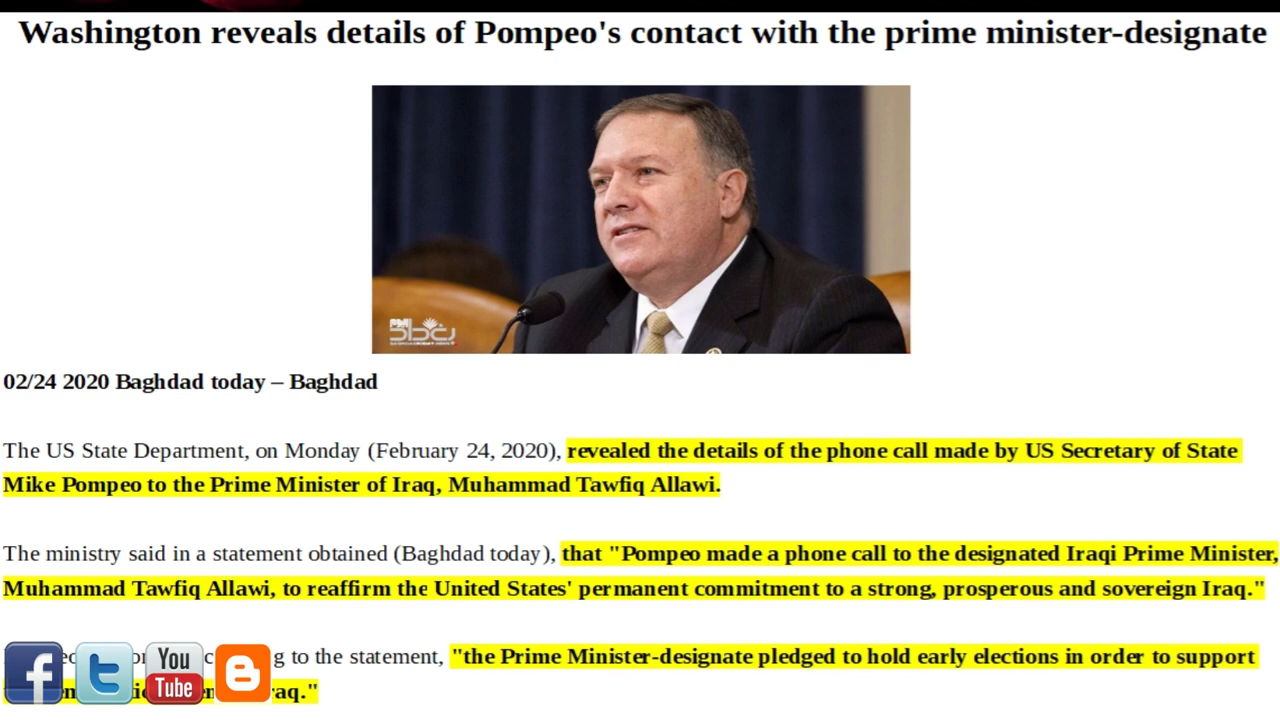 Washington reveals details of Pompeo's contact with the prime minister-designate
02/24 2020 Baghdad today – Baghdad
The US State Department, on Monday (February 24, 2020), revealed the details of the phone call made by US Secretary of State
Mike Pompeo to the Prime Minister of Iraq, Muhammad Tawfiq Allawi.
The ministry said in a statement obtained (Baghdad today), that "Pompeo made a phone call to the designated Iraqi Prime Minister,
Muhammad Tawfiq Allawi, to reaffirm the United States' permanent commitment to a strong, prosperous and sovereign Iraq."
to the statement, "the Prime Minister-designate pledged to hold early elections in order to support
You
Tube